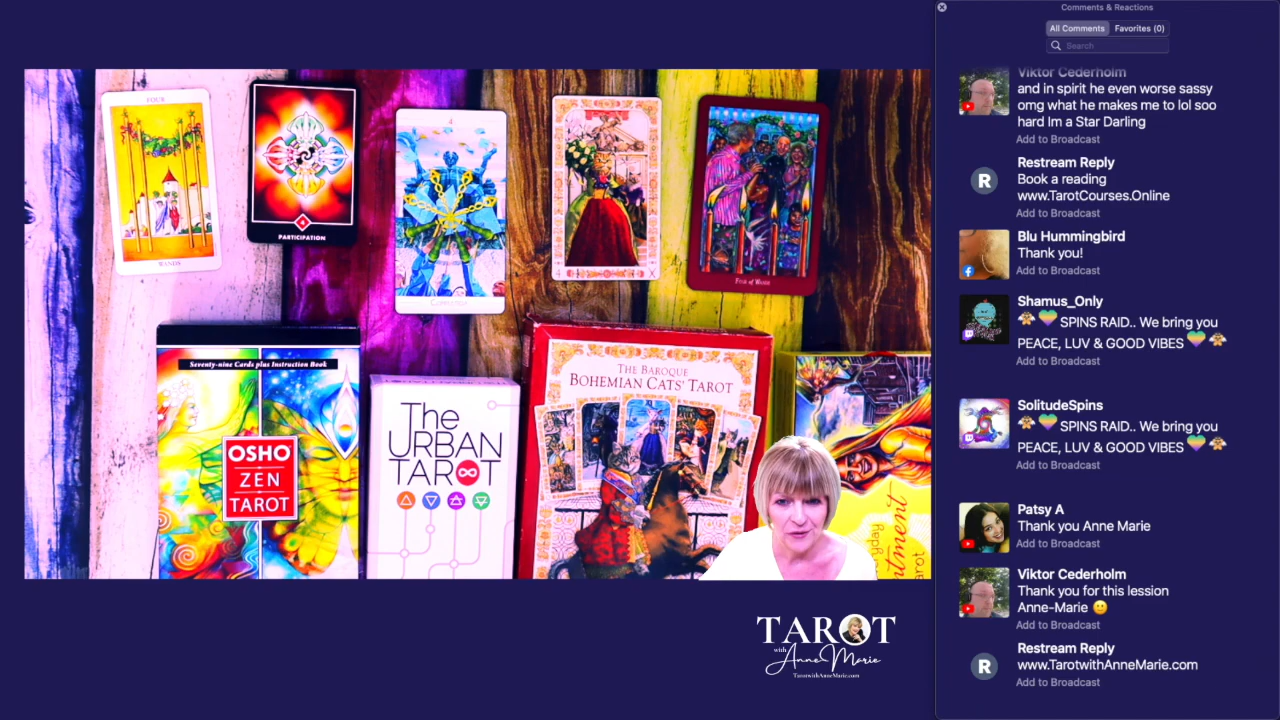 FOUR
WANDS
4
PARTICIPATION
4
Seventy-nine Cards plus Instruction Book
OSHO
ZEN
TAROT
The
URBAN
TAROT
THE BAROQUE
BOHEMIAN CATS' TAROT
TAROT
with
AnneMarie
TarotwithAnneMarie.com
Comments & Reactions
All Comments
Favorites (0)
Search
Viktor Cederholm
and in spirit he even worse sassy
omg what he makes me to lol soo
hard Im a Star Darling
Add to Broadcast
R
Restream Reply
Book a reading
www.TarotCourses.Online
Add to Broadcast
Blu Hummingbird
Thank you!
Add to Broadcast
Shamus_Only
SPINS RAID.. We bring you
PEACE, LUV & GOOD VIBES
Add to Broadcast
SolitudeSpins
SPINS RAID.. We bring you
PEACE, LUV & GOOD VIBES
Add to Broadcast
Patsy A
Thank you Anne Marie
Add to Broadcast
Viktor Cederholm
Thank you for this lession
Anne-Marie 🙂
Add to Broadcast
R
Restream Reply
www.TarotwithAnneMarie.com
Add to Broadcast